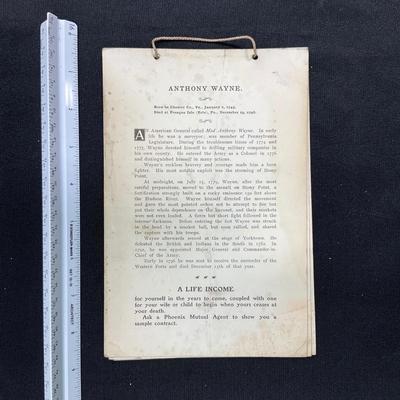 ANTHONY WAYNE.
Born in Chester Co., Pa., January 1, 1745.
Died at Presque Isle (Erie), Pa., December 15, 1796.
AN American General called Mad Anthony Wayne. In early
life he was a surveyor; was member of Pennsylvania
Legislature. During the troublesome times of 1774 and
1775, Wayne devoted himself to drilling military companies in
his own county. He entered the Army as a Colonel in 1776
and distinguished himself in many actions.
Wayne's reckless bravery and courage made him a born
fighter. His most notable exploit was the storming of Stony
Point.
At midnight, on July 15, 1779, Wayne, after the most
careful preparations, moved to the assault on Stony Point, a
fortification strongly built on a rocky eminence 150 feet above
the Hudson River. Wayne himself directed the movement
and gave the most pointed orders not to attempt to fire but
put their whole dependence on the bayonet, and their muskets
were not even loaded. A fierce but short fight followed in the
intense darkness. Before entering the fort Wayne was struck
in the head by a musket ball, but soon rallied, and shared
the capture with his troops.
Wayne afterwards served at the siege of Yorktown. He
defeated the British and Indians in the South in 1782. In
1792, he was appointed Major General and Commander-in-
Chief of the Army.
Early in 1796 he was sent to receive the surrender of the
Western Forts and died December 15th of that year.
A LIFE INCOME
for yourself in the years to come, coupled with one
for your wife or child to begin when yours ceases at
your death.
Ask a Phoenix Mutual Agent to show you a
sample contract.